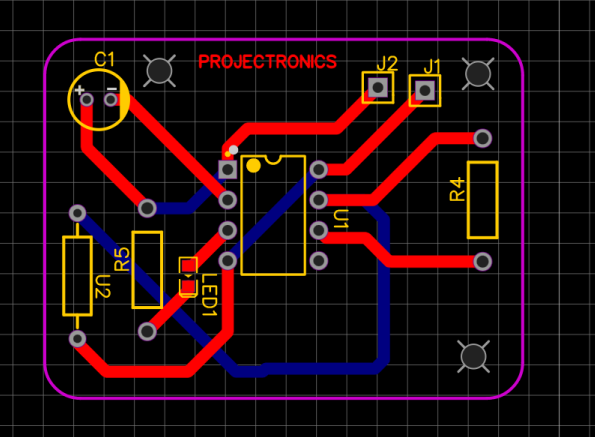 C1
PROJECTRONICS
J2
J1
+ −
R4
U1
R5
U2
LED1